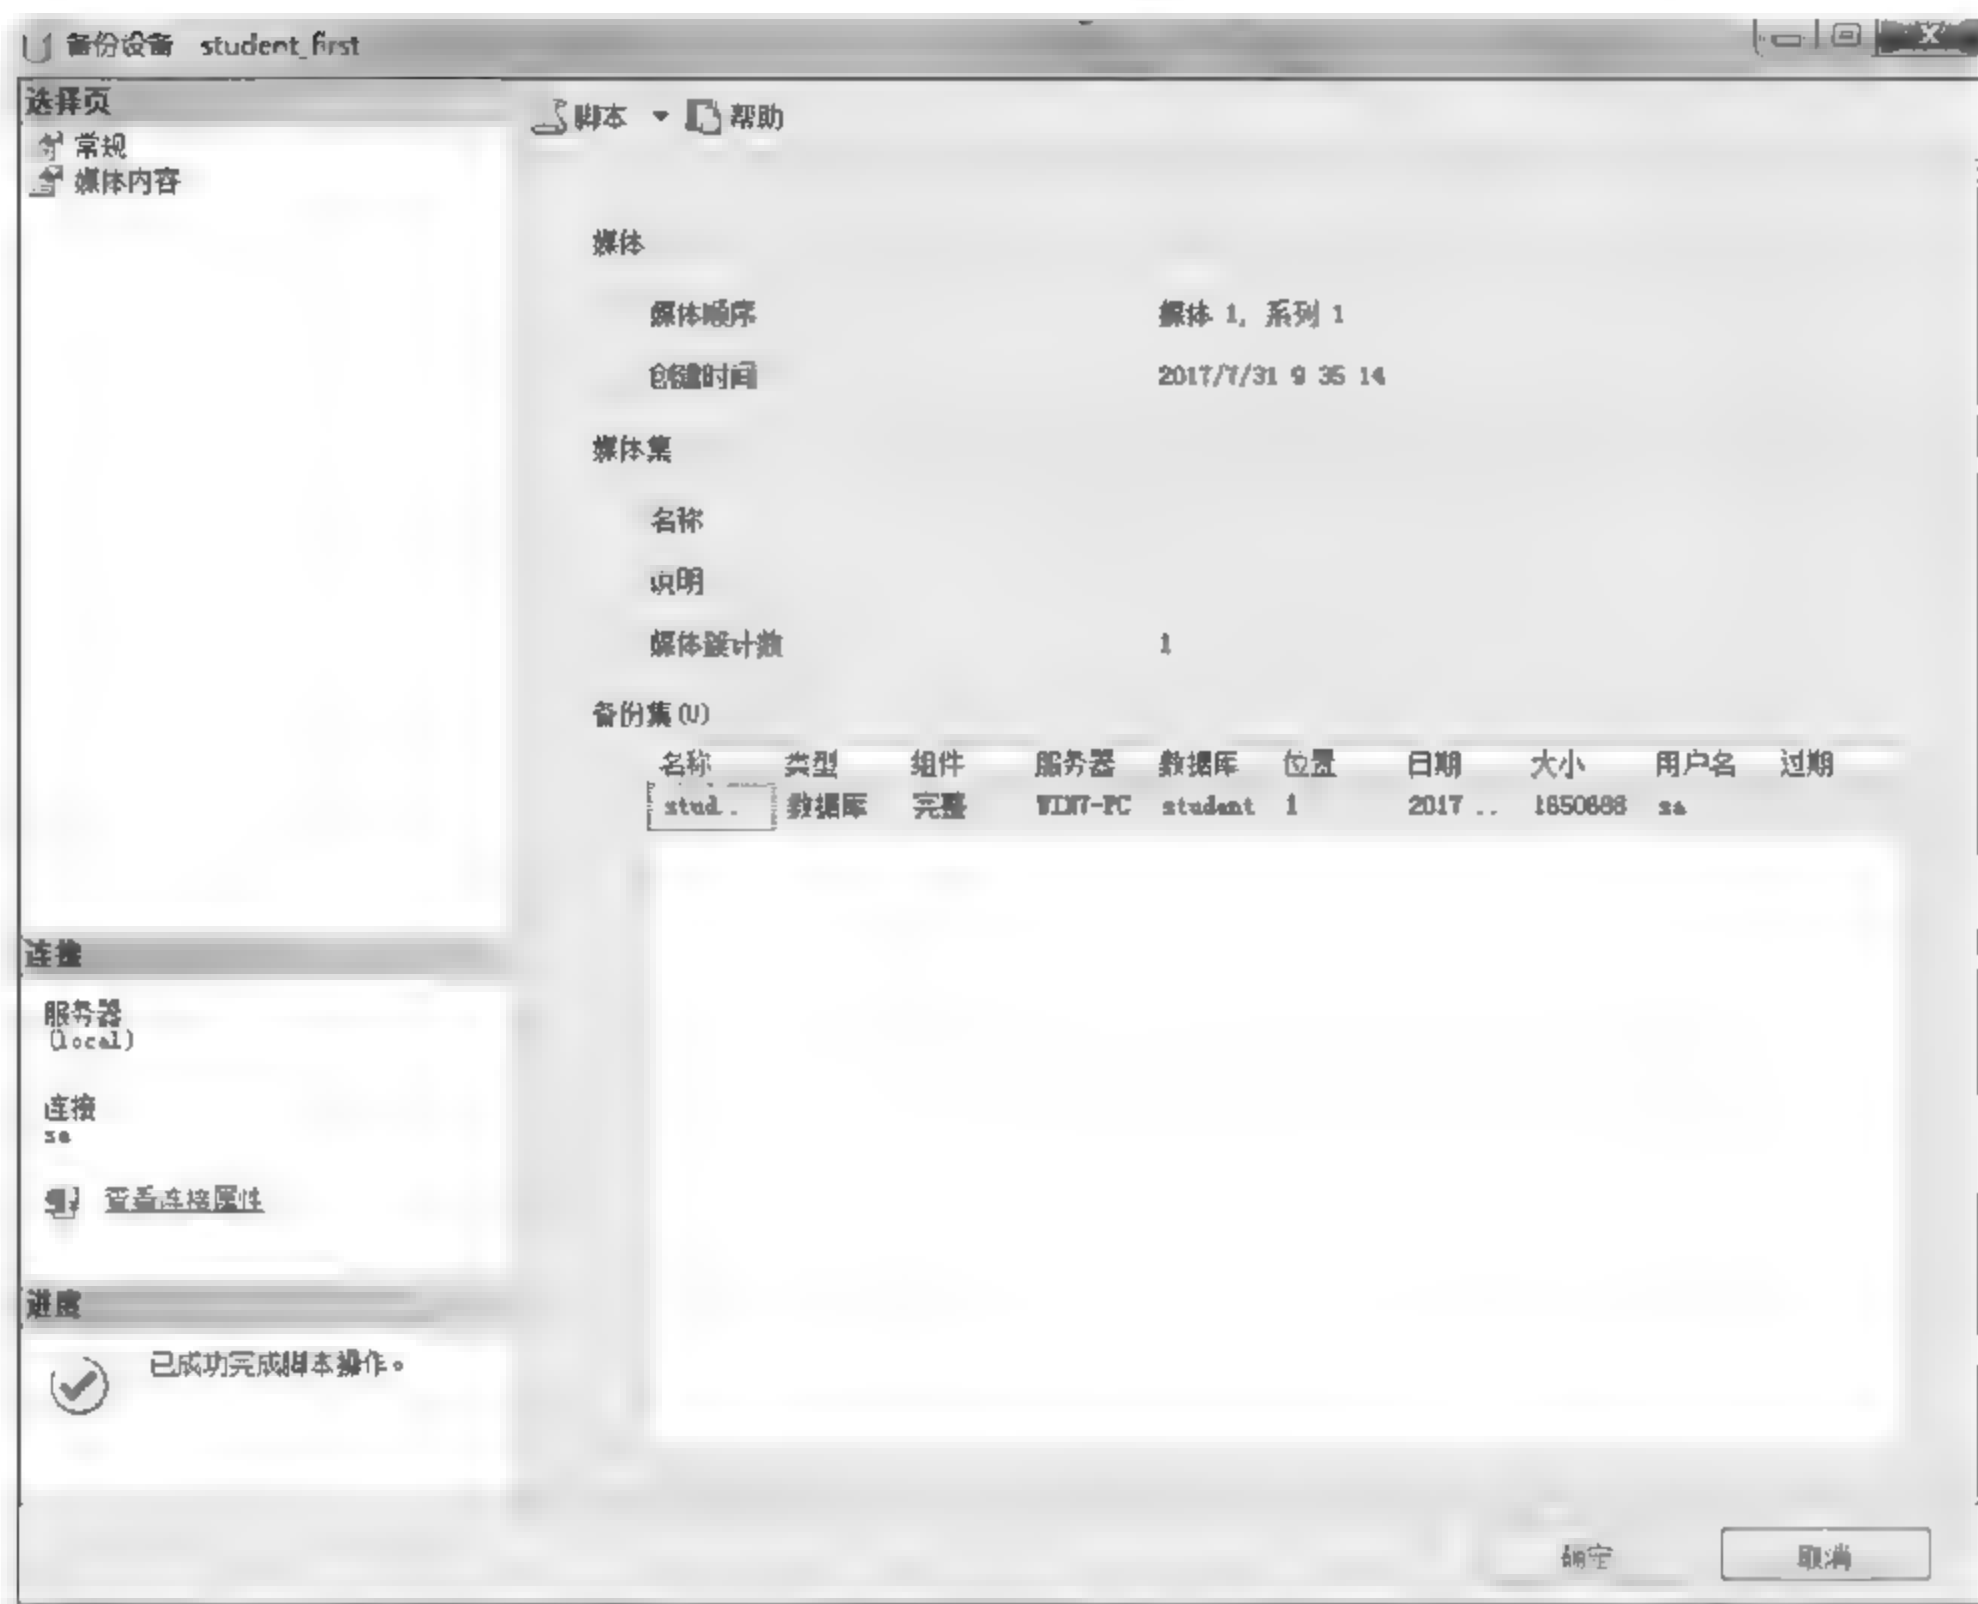 备份设备 student_first
选择页
常规
媒体内容
脚本 帮助
媒体
媒体顺序 媒体 1, 系列 1
创建时间 2017/7/31 9 35 14
媒体集
名称
说明
媒体簇计数 1
备份集(U)
名称 类型 组件 服务器 数据库 位置 日期 大小 用户名 过期
stud.. 数据库 完整 WIN7-PC student 1 2017 .. sa
连接
服务器
(local)
连接
sa
查看连接属性
进度
已成功完成脚本操作。
确定 取消